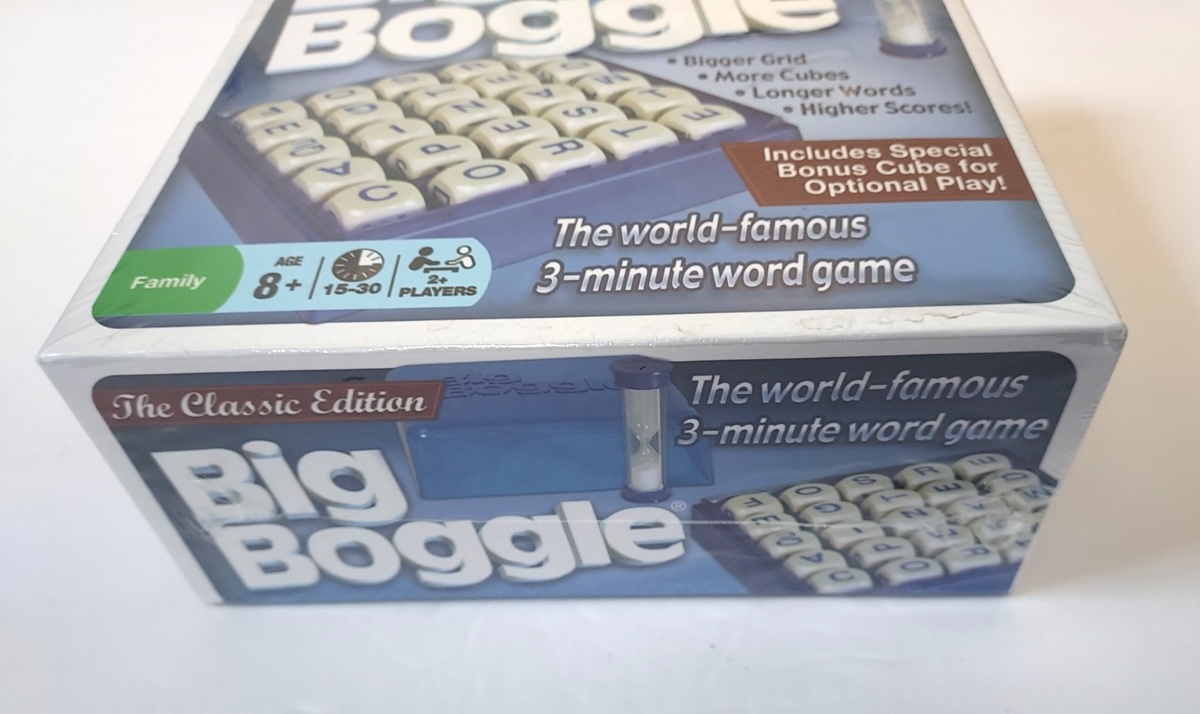 Boggle
• Bigger Grid
• More Cubes
• Longer Words
• Higher Scores!
Includes Special
Bonus Cube for
Optional Play!
The world-famous
3-minute word game
Family
AGE
8+
15-30
2+
PLAYERS
The Classic Edition
Big
Boggle®
The world-famous
3-minute word game